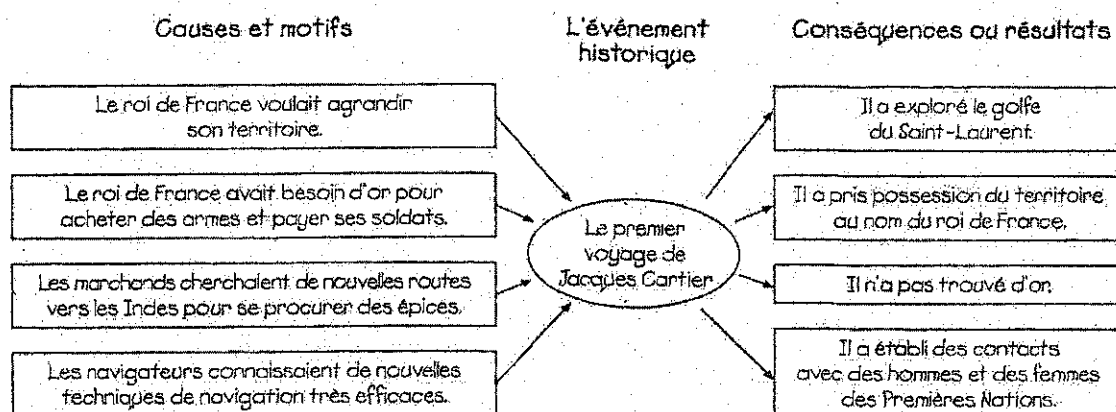 Causes et motifs
L'événement
historique
Conséquences ou résultats
Le roi de France voulait agrandir
son territoire.
Le roi de France avait besoin d'or pour
acheter des armes et payer ses soldats.
Les marchands cherchaient de nouvelles routes
vers les Indes pour se procurer des épices.
Les navigateurs connaissaient de nouvelles
techniques de navigation très efficaces.
Le premier
voyage de
Jacques Cartier
Il a exploré le golfe
du Saint-Laurent.
Il a pris possession du territoire
au nom du roi de France.
Il n'a pas trouvé d'or.
Il a établi des contacts
avec des hommes et des femmes
des Premières Nations.